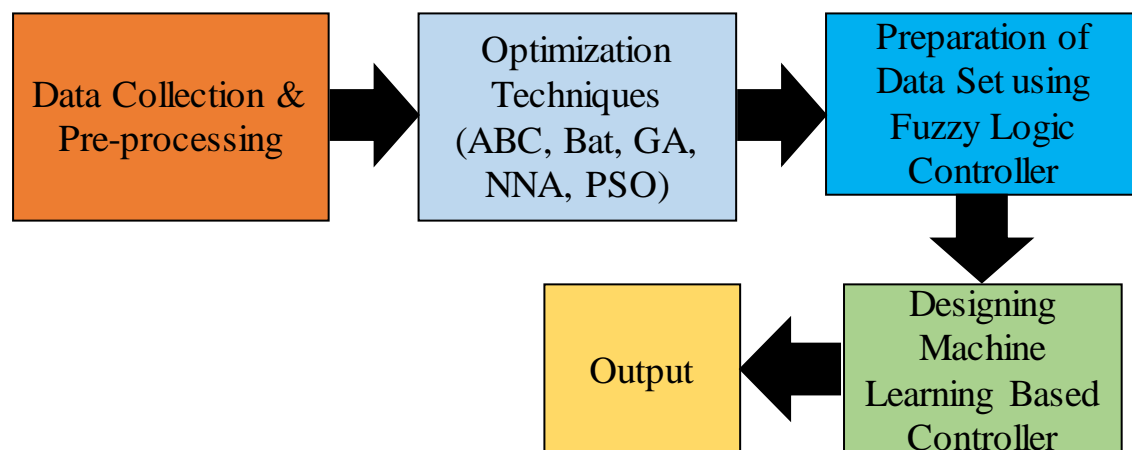 Data Collection &
Pre-processing
Optimization
Techniques
(ABC, Bat, GA,
NNA, PSO)
Preparation of
Data Set using
Fuzzy Logic
Controller
Designing
Machine
Learning Based
Controller
Output